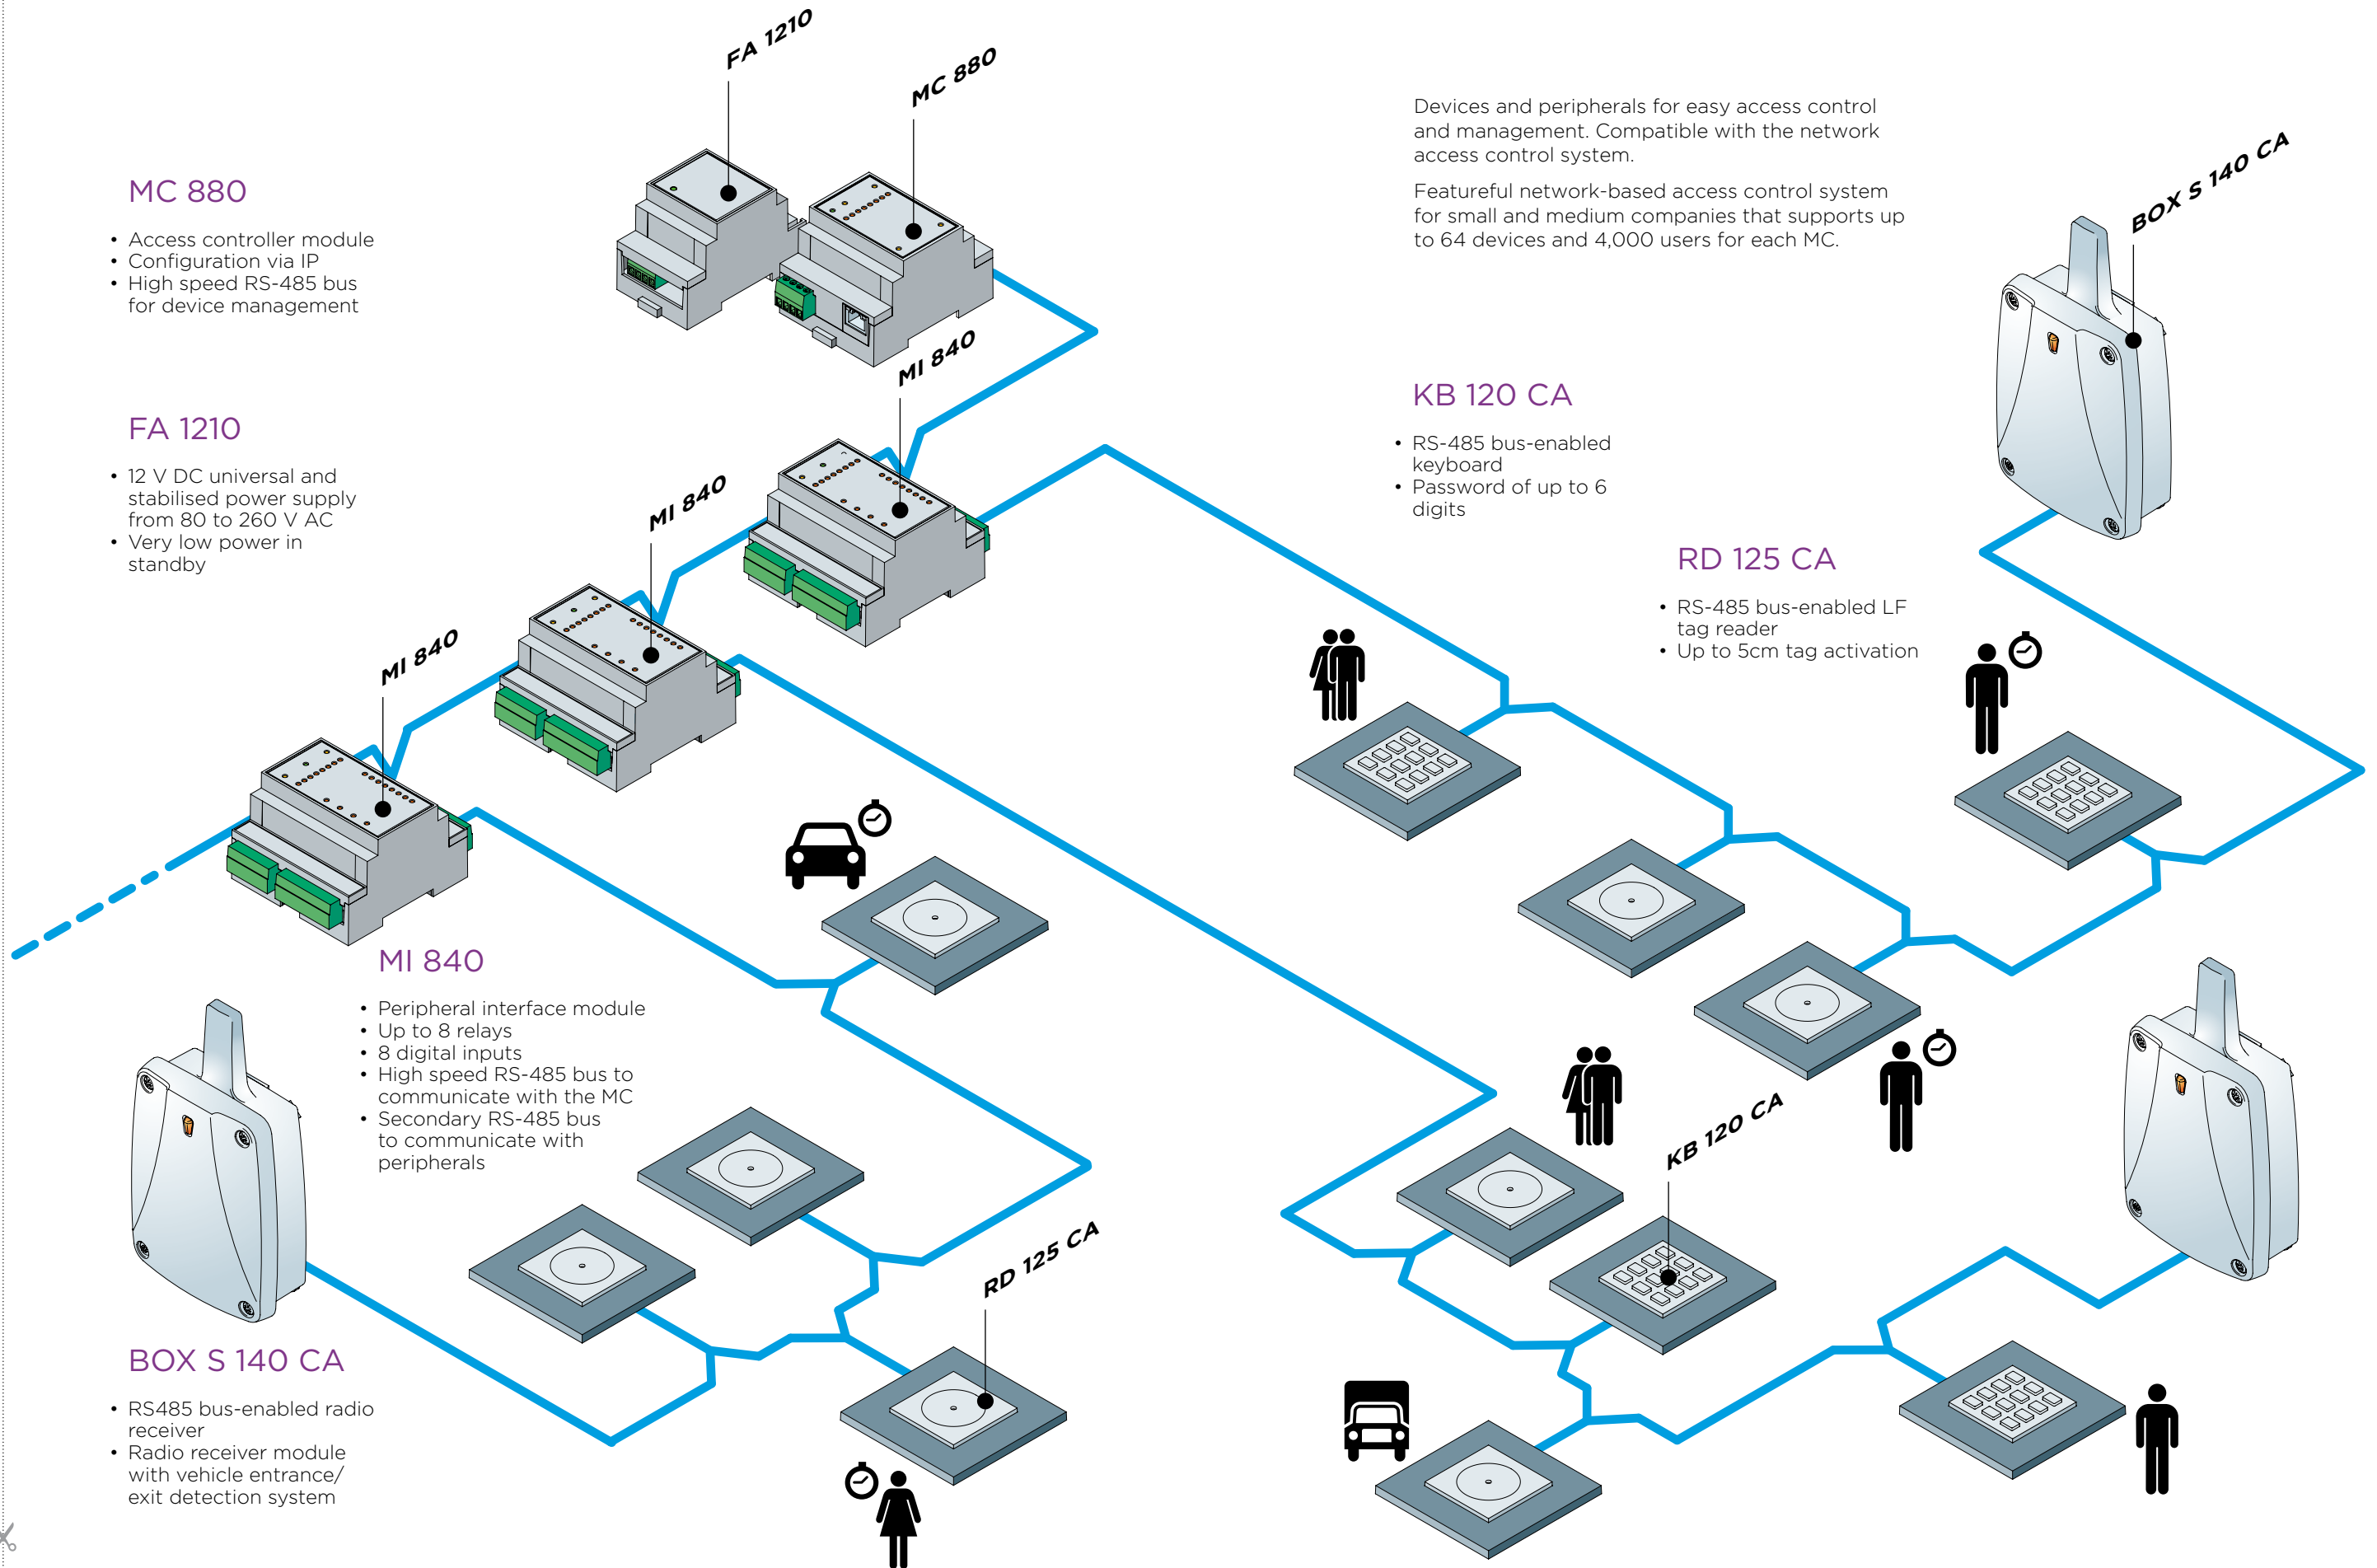 FA 1210
MC 880
Devices and peripherals for easy access control
and management. Compatible with the network
access control system.
Featureful network-based access control system
for small and medium companies that supports up
to 64 devices and 4,000 users for each MC.
BOX S 140 CA
MC 880
• Access controller module
• Configuration via IP
• High speed RS-485 bus
for device management
MI 840
FA 1210
• 12 V DC universal and
stabilised power supply
from 80 to 260 V AC
• Very low power in
standby
KB 120 CA
• RS-485 bus-enabled
keyboard
• Password of up to 6
digits
MI 840
RD 125 CA
• RS-485 bus-enabled LF
tag reader
• Up to 5cm tag activation
MI 840
MI 840
• Peripheral interface module
• Up to 8 relays
• 8 digital inputs
• High speed RS-485 bus to
communicate with the MC
• Secondary RS-485 bus
to communicate with
peripherals
KB 120 CA
RD 125 CA
BOX S 140 CA
• RS485 bus-enabled radio
receiver
• Radio receiver module
with vehicle entrance/
exit detection system